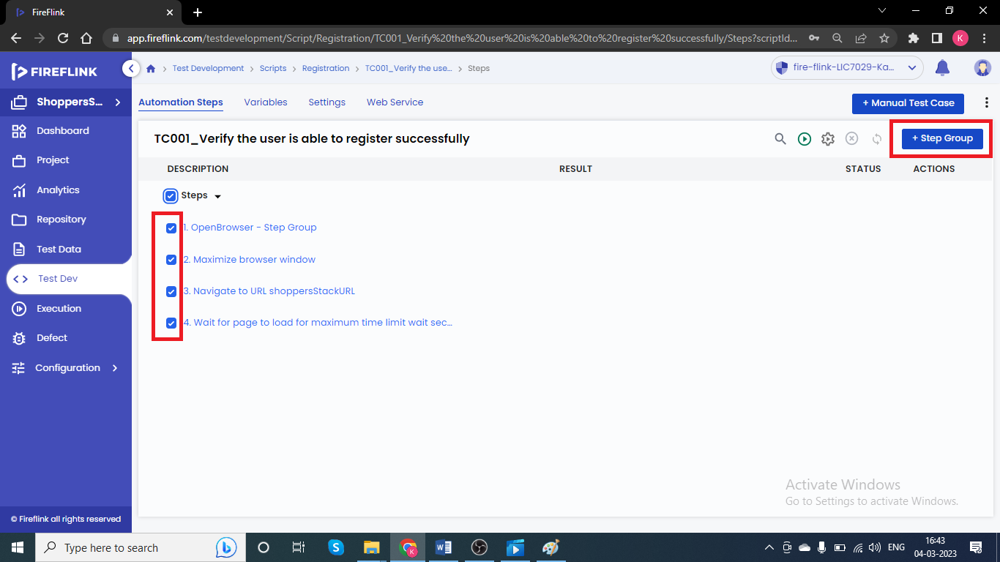 FireFlink
app.fireflink.com/testdevelopment/Script/Registration/TC001_Verify%20the%20user%20is%20able%20to%20register%20successfully/Steps?scriptId...
K
FIREFLINK
Test Development
Scripts
Registration
TC001_Verify the use...
Steps
fire-flink-LIC7029-Ka...
ShoppersS...
Dashboard
Project
Analytics
Repository
Test Data
Test Dev
Execution
Defect
Configuration
© Fireflink all rights reserved
Automation Steps
Variables
Settings
Web Service
+ Manual Test Case
TC001_Verify the user is able to register successfully
+ Step Group
DESCRIPTION
RESULT
STATUS
ACTIONS
Steps
1. OpenBrowser - Step Group
2. Maximize browser window
3. Navigate to URL shoppersStackURL
4. Wait for page to load for maximum time limit wait sec...
Activate Windows
Go to Settings to activate Windows.
Type here to search
ENG
16:43
04-03-2023